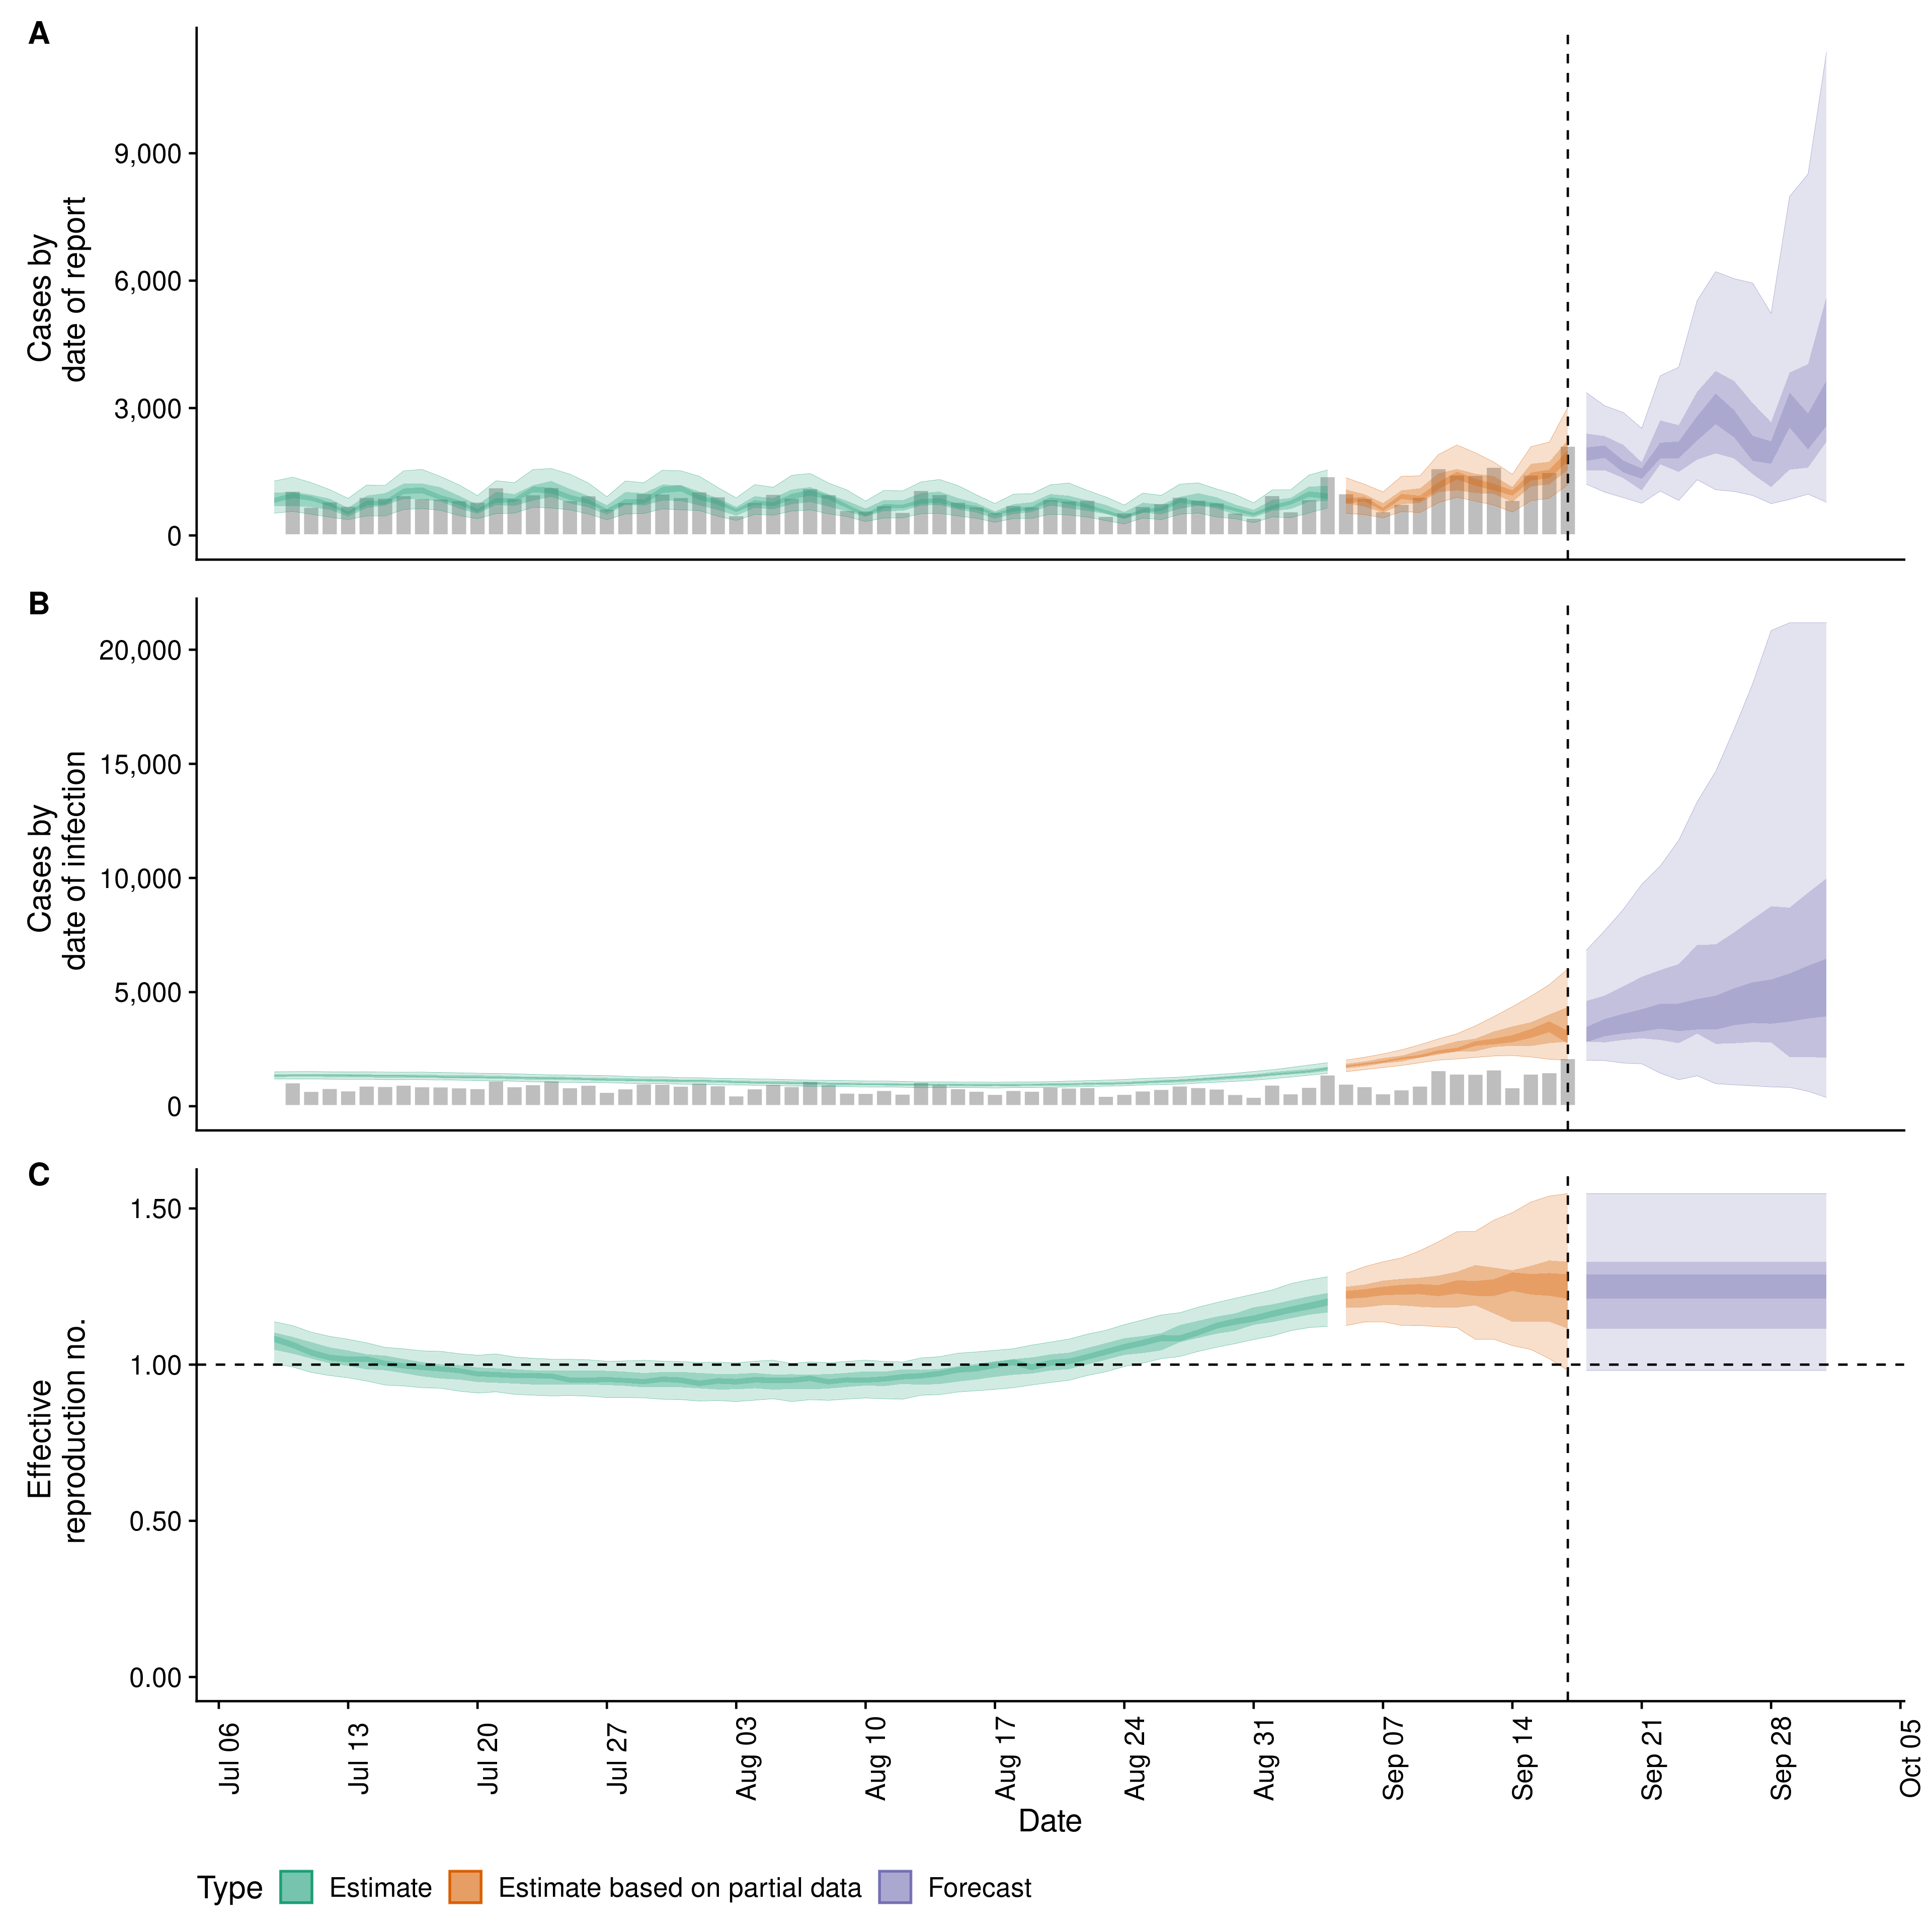 A
9,000
6,000
3,000
0
Cases by
date of report
B
20,000
15,000
10,000
5,000
0
Cases by
date of infection
C
1.50
1.00
0.50
0.00
Effective
reproduction no.
Jul 06
Jul 13
Jul 20
Jul 27
Aug 03
Aug 10
Aug 17
Aug 24
Aug 31
Sep 07
Sep 14
Sep 21
Sep 28
Oct 05
Date
Type Estimate Estimate based on partial data Forecast